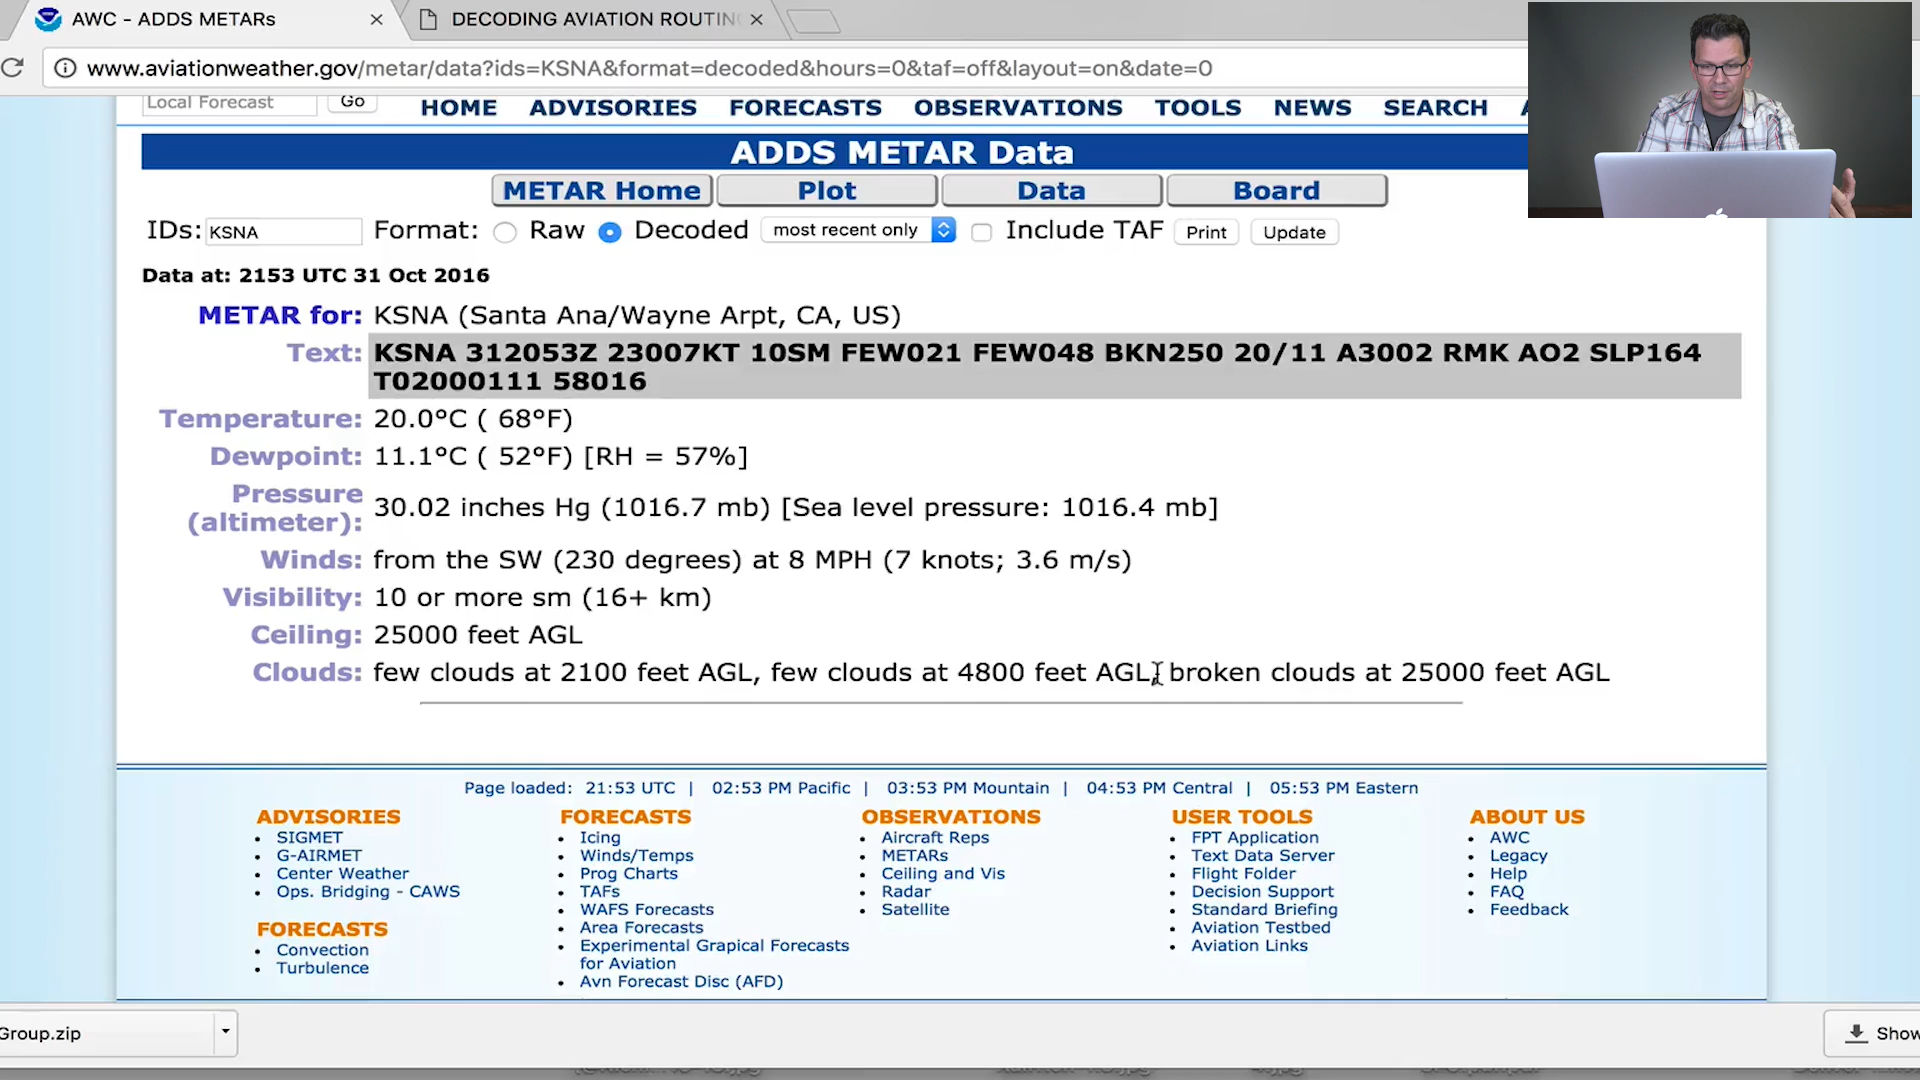 AWC - ADDS METARs
DECODING AVIATION ROUTIN
www.aviationweather.gov/metar/data?ids=KSNA&format=decoded&hours=0&taf=off&layout=on&date=0
Local Forecast Go HOME ADVISORIES FORECASTS OBSERVATIONS TOOLS NEWS SEARCH
ADDS METAR Data
METAR Home Plot Data Board
IDs: KSNA Format: Raw Decoded most recent only Include TAF Print Update
Data at: 2153 UTC 31 Oct 2016
METAR for: KSNA (Santa Ana/Wayne Arpt, CA, US)
Text: KSNA 312053Z 23007KT 10SM FEW021 FEW048 BKN250 20/11 A3002 RMK AO2 SLP164
T02000111 58016
Temperature: 20.0°C ( 68°F)
Dewpoint: 11.1°C ( 52°F) [RH = 57%]
Pressure
(altimeter): 30.02 inches Hg (1016.7 mb) [Sea level pressure: 1016.4 mb]
Winds: from the SW (230 degrees) at 8 MPH (7 knots; 3.6 m/s)
Visibility: 10 or more sm (16+ km)
Ceiling: 25000 feet AGL
Clouds: few clouds at 2100 feet AGL, few clouds at 4800 feet AGL, broken clouds at 25000 feet AGL
Page loaded: 21:53 UTC | 02:53 PM Pacific | 03:53 PM Mountain | 04:53 PM Central | 05:53 PM Eastern
ADVISORIES
SIGMET
G-AIRMET
Center Weather
Ops. Bridging - CAWS
FORECASTS
Convection
Turbulence
FORECASTS
Icing
Winds/Temps
Prog Charts
TAFs
WAFS Forecasts
Area Forecasts
Experimental Grapical Forecasts
for Aviation
Avn Forecast Disc (AFD)
OBSERVATIONS
Aircraft Reps
METARs
Ceiling and Vis
Radar
Satellite
USER TOOLS
FPT Application
Text Data Server
Flight Folder
Decision Support
Standard Briefing
Aviation Testbed
Aviation Links
ABOUT US
AWC
Legacy
Help
FAQ
Feedback
Group.zip
Show